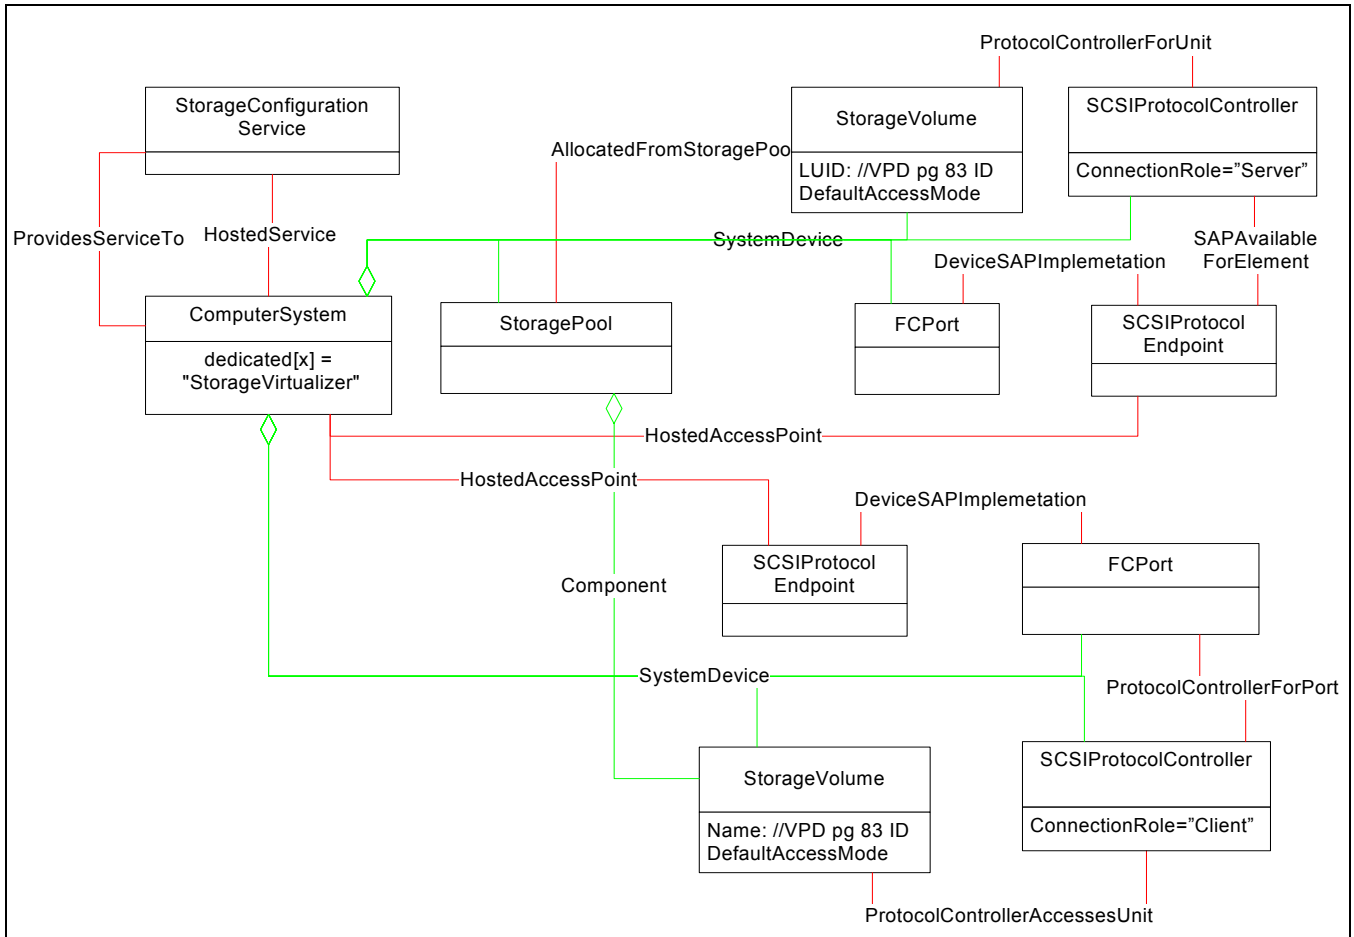 ProtocolControllerForUnit
StorageConfiguration
Service
StorageVolume
SCSIProtocolController
AllocatedFromStoragePoo
LUID: //VPD pg 83 ID
DefaultAccessMode
ConnectionRole=”Server”
ProvidesServiceTo
HostedService
SystemDevice
SAPAvailable
ForElement
DeviceSAPImplemetation
ComputerSystem
dedicated[x] =
"StorageVirtualizer"
StoragePool
FCPort
SCSIProtocol
Endpoint
HostedAccessPoint
HostedAccessPoint
DeviceSAPImplemetation
SCSIProtocol
Endpoint
FCPort
Component
SystemDevice
ProtocolControllerForPort
StorageVolume
Name: //VPD pg 83 ID
DefaultAccessMode
SCSIProtocolController
ConnectionRole=”Client”
ProtocolControllerAccessesUnit